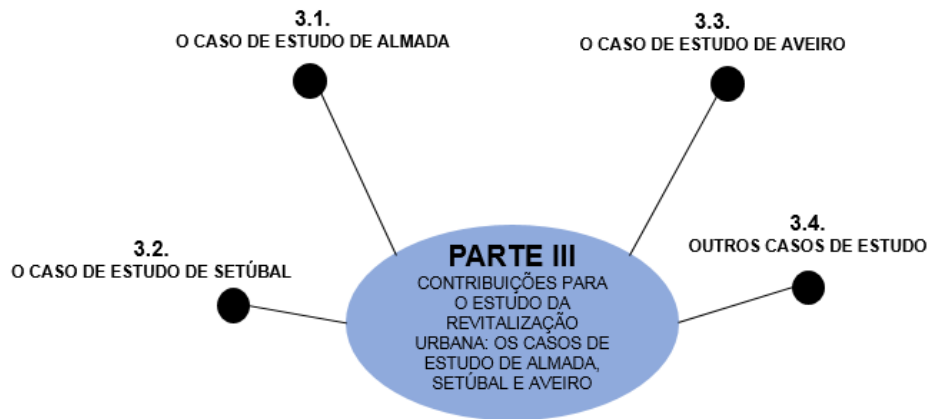 3.1.
O CASO DE ESTUDO DE ALMADA
3.3.
O CASO DE ESTUDO DE AVEIRO
3.2.
O CASO DE ESTUDO DE SETÚBAL
3.4.
OUTROS CASOS DE ESTUDO
PARTE III
CONTRIBUIÇÕES PARA
O ESTUDO DA
REVITALIZAÇÃO
URBANA: OS CASOS DE
ESTUDO DE ALMADA,
SETÚBAL E AVEIRO